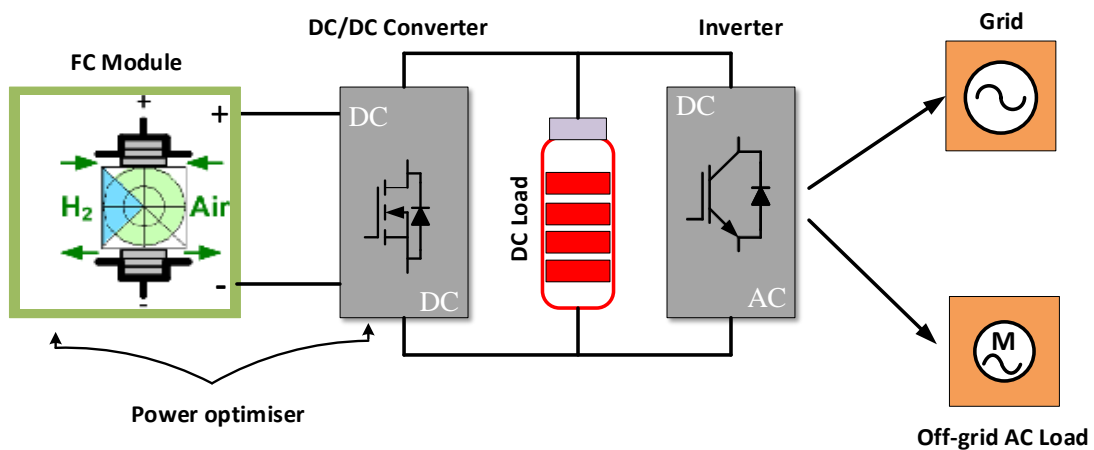 DC/DC Converter
Inverter
Grid
FC Module
+
+
DC
DC
H2 Air
DC Load
-
-
DC
AC
M
Power optimiser
Off-grid AC Load